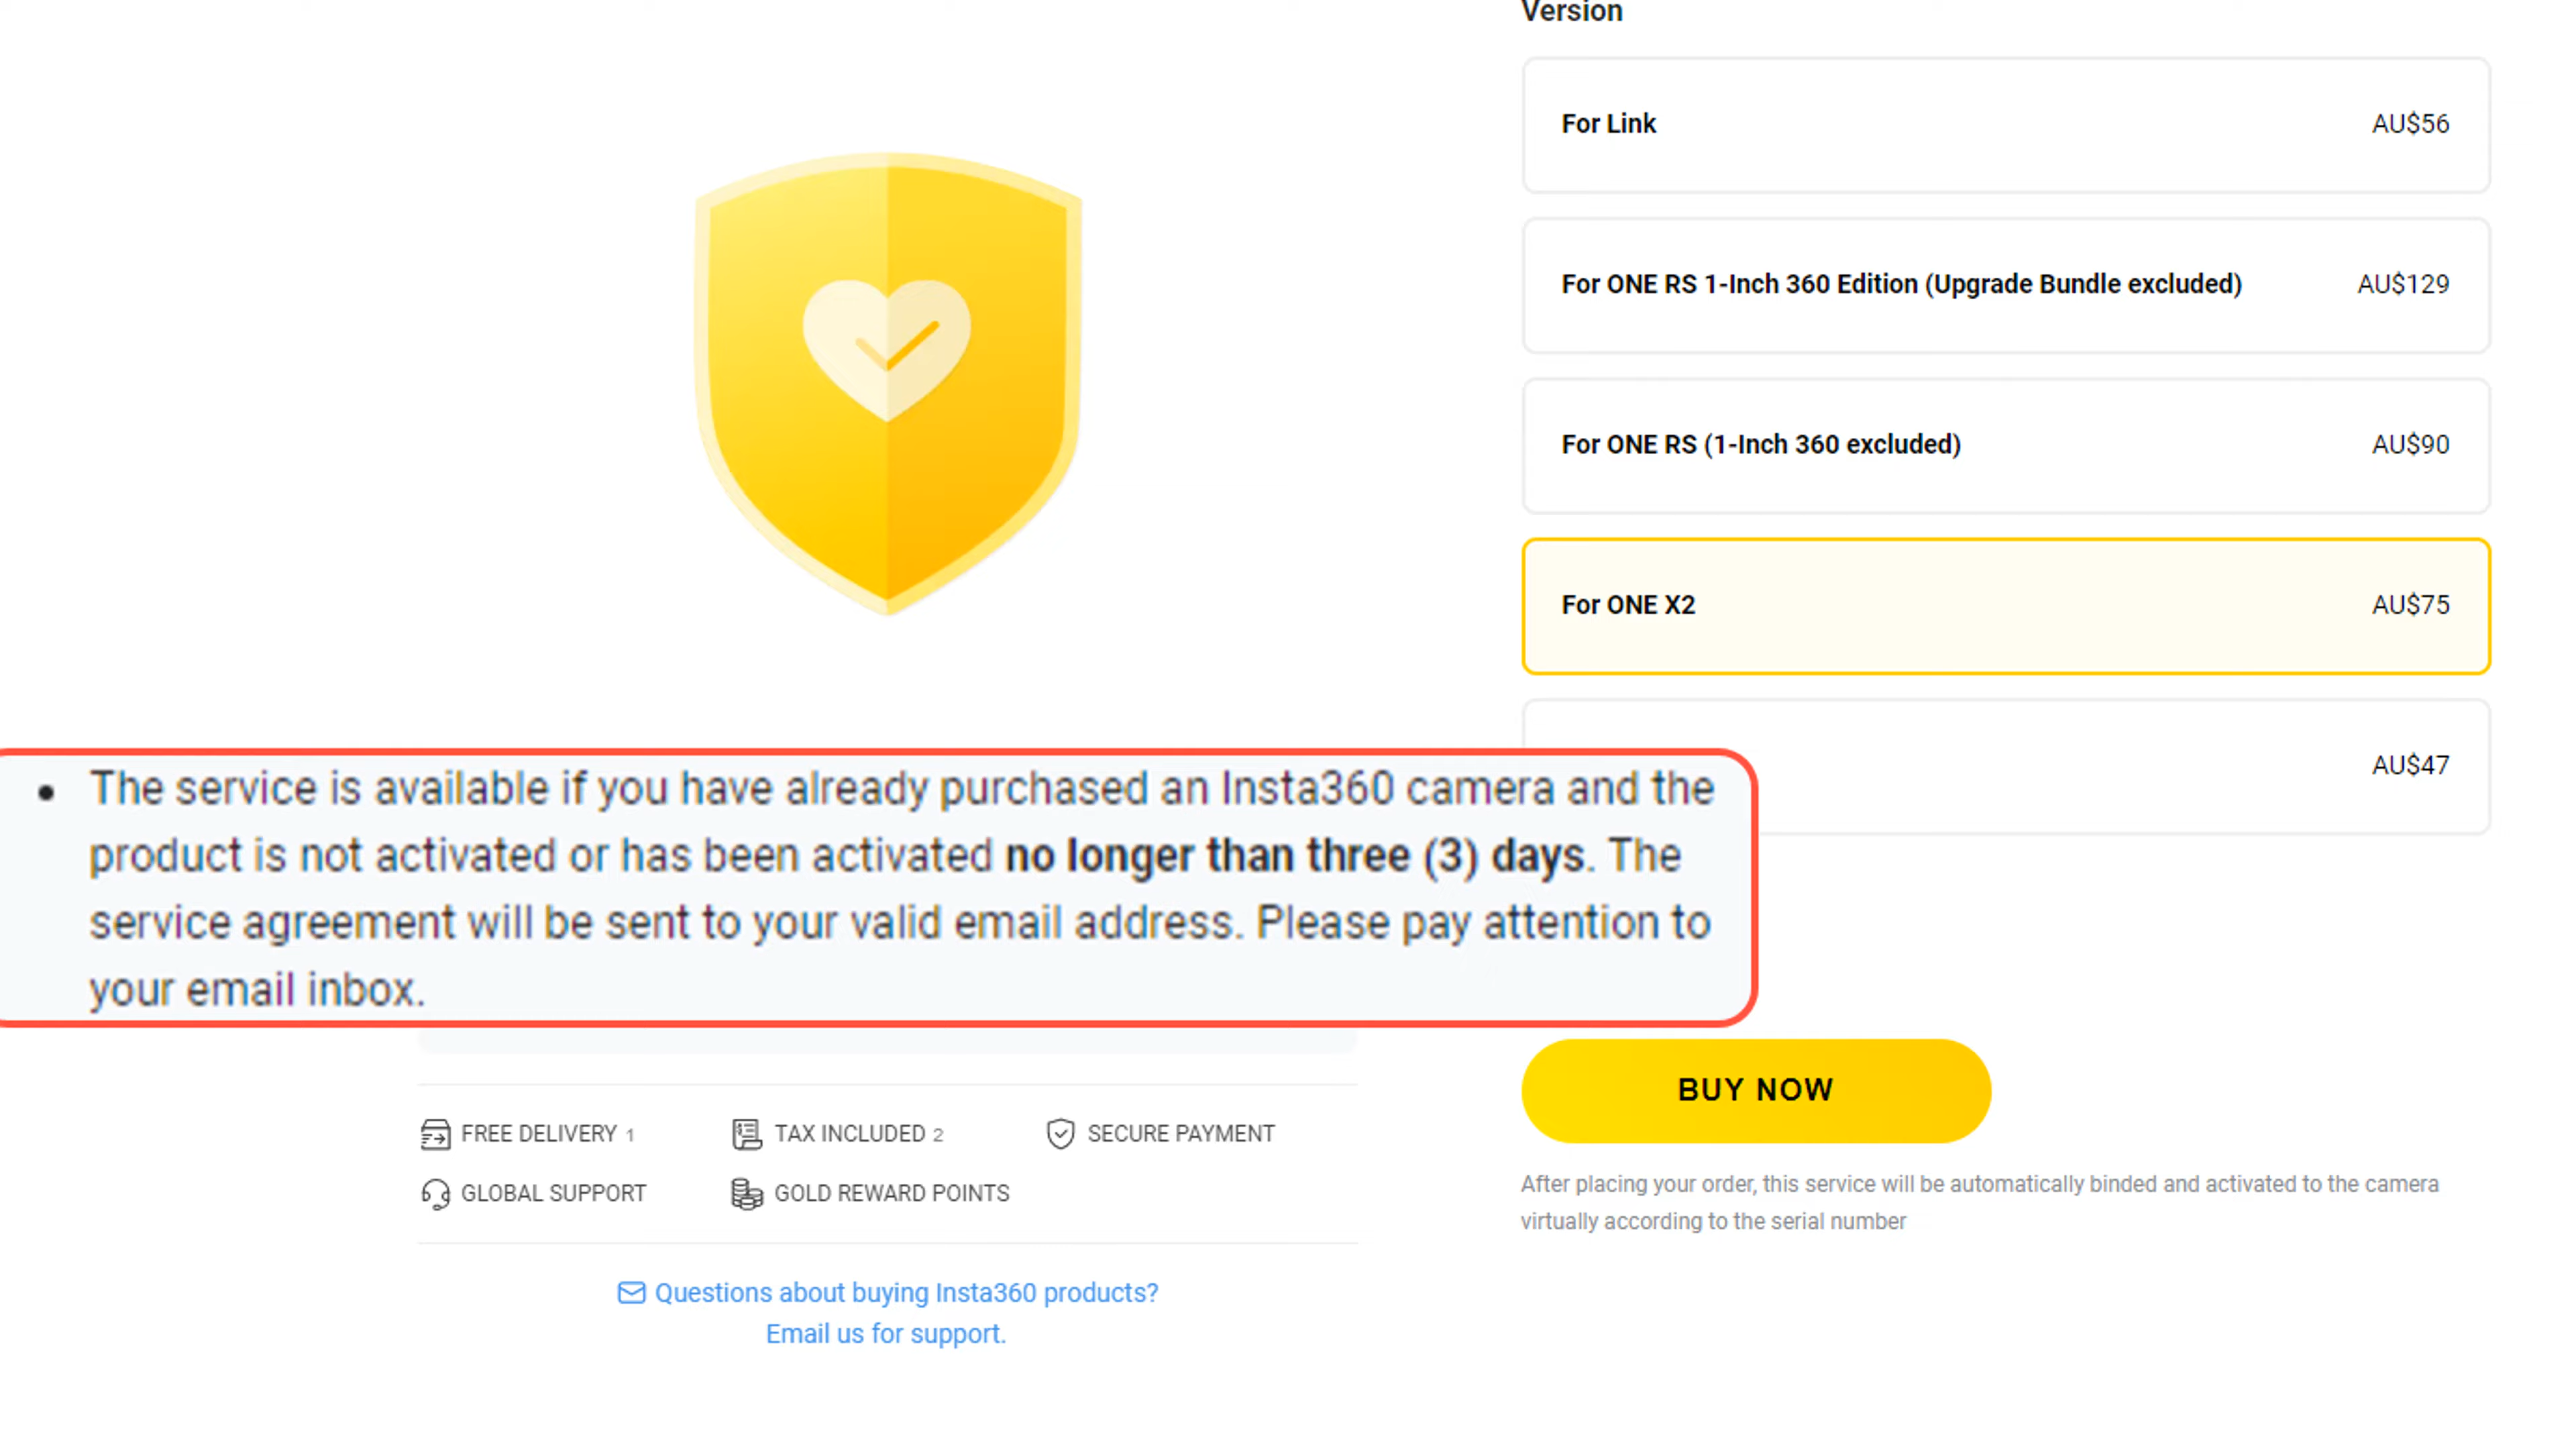 Version
For Link AU$56
For ONE RS 1-Inch 360 Edition (Upgrade Bundle excluded) AU$129
For ONE RS (1-Inch 360 excluded) AU$90
For ONE X2 AU$75
AU$47
• The service is available if you have already purchased an Insta360 camera and the
product is not activated or has been activated no longer than three (3) days. The
service agreement will be sent to your valid email address. Please pay attention to
your email inbox.
BUY NOW
After placing your order, this service will be automatically binded and activated to the camera
virtually according to the serial number
FREE DELIVERY 1 TAX INCLUDED 2 SECURE PAYMENT
GLOBAL SUPPORT GOLD REWARD POINTS
Questions about buying Insta360 products?
Email us for support.